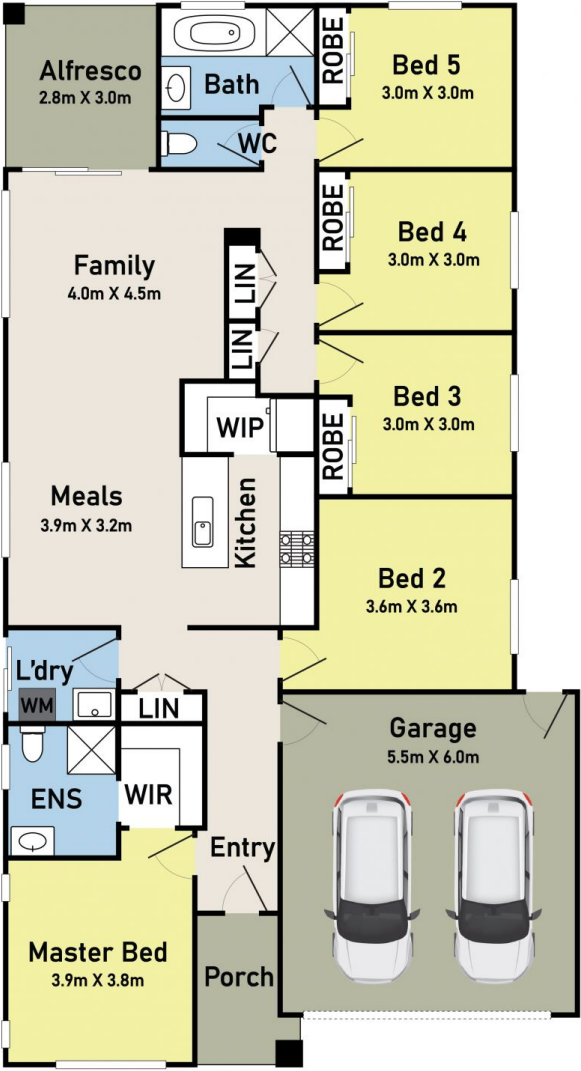 Alfresco
2.8m X 3.0m
Bath
ROBE
Bed 5
3.0m X 3.0m
WC
ROBE
Bed 4
3.0m X 3.0m
Family
4.0m X 4.5m
LIN
LIN
Bed 3
3.0m X 3.0m
WIP
ROBE
Meals
3.9m X 3.2m
Kitchen
Bed 2
3.6m X 3.6m
L'dry
WM
LIN
Garage
5.5m X 6.0m
ENS
WIR
Entry
Master Bed
3.9m X 3.8m
Porch